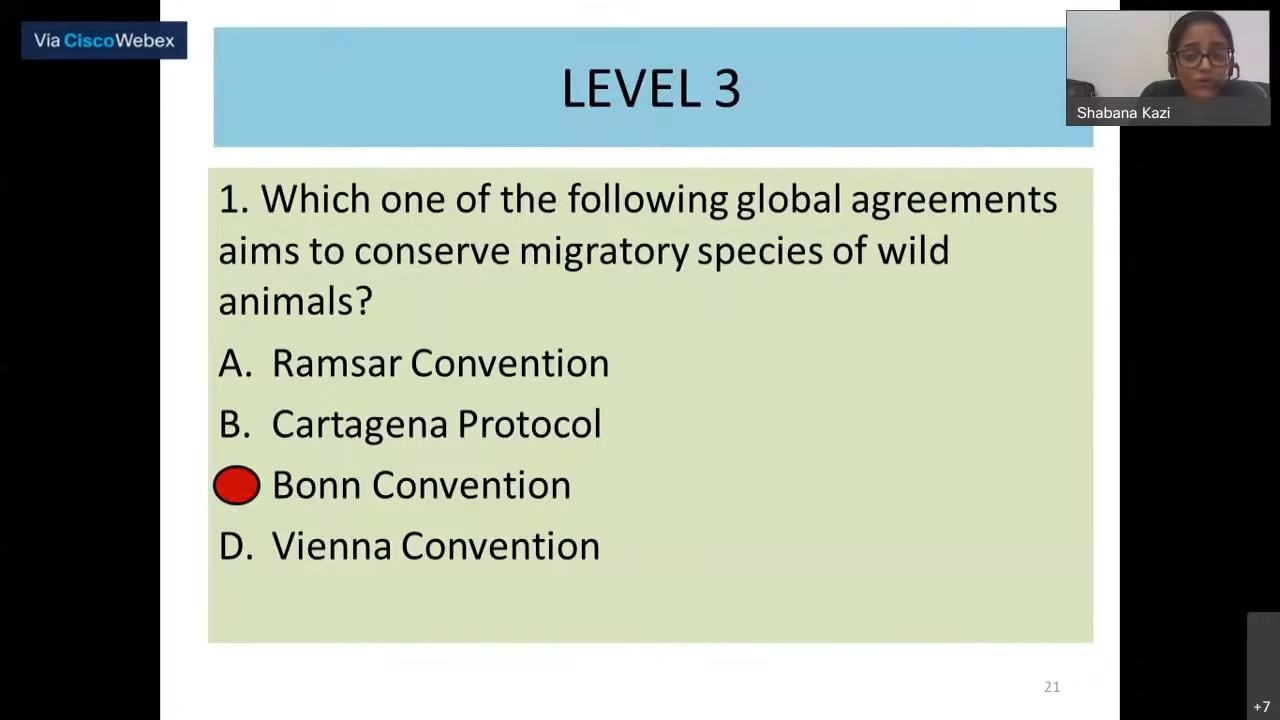 Via CiscoWebex
LEVEL 3
Shabana Kazi
1. Which one of the following global agreements
aims to conserve migratory species of wild
animals?
A. Ramsar Convention
B. Cartagena Protocol
Bonn Convention
D. Vienna Convention
21
+7